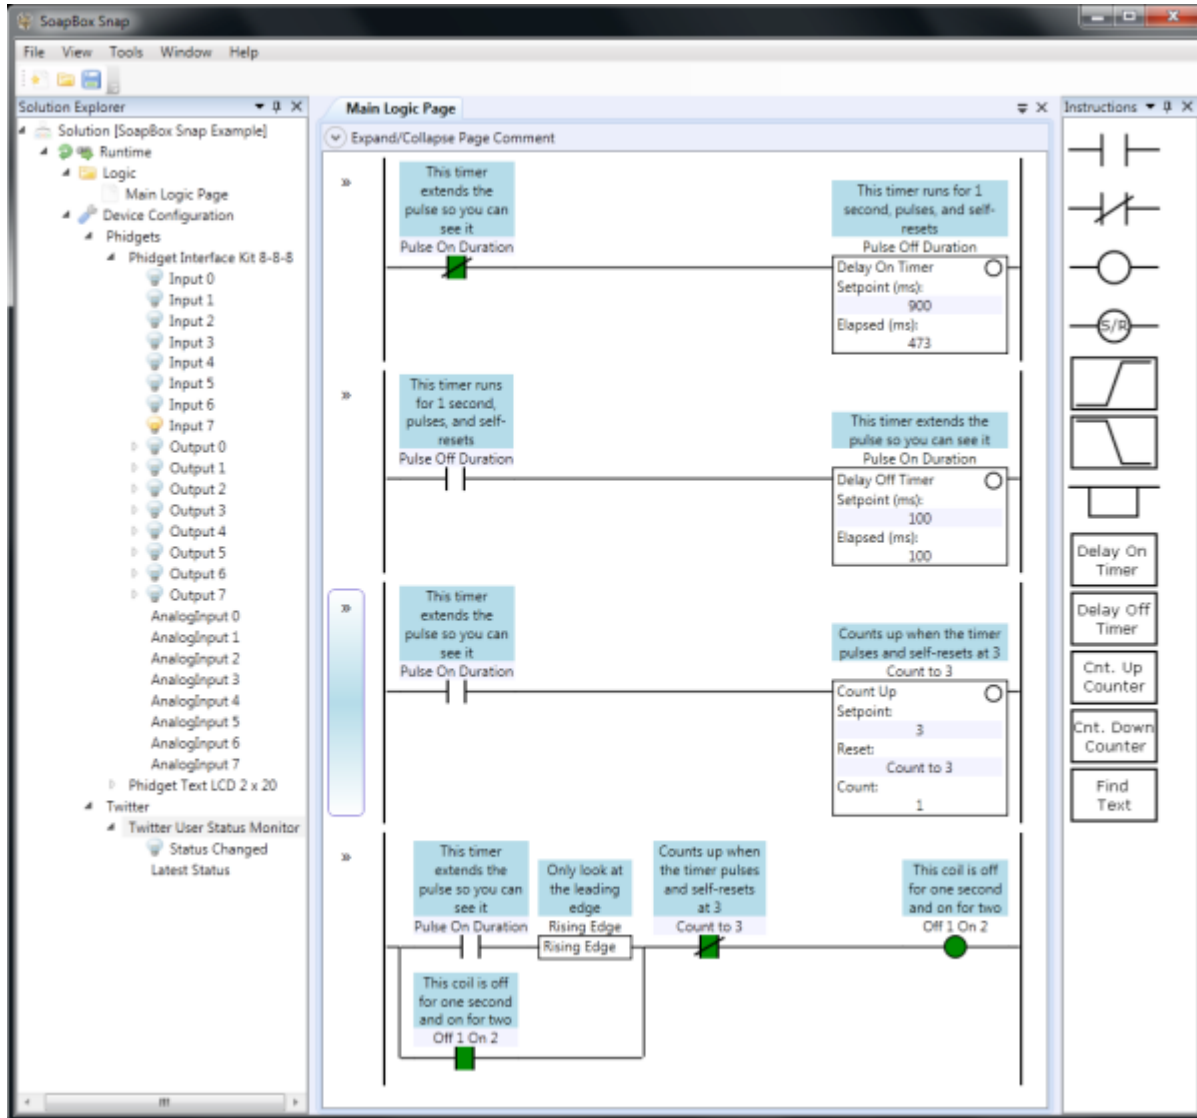 SoapBox Snap
File View Tools Window Help
Solution Explorer
Solution [SoapBox Snap Example]
Runtime
Logic
Main Logic Page
Device Configuration
Phidgets
Phidget Interface Kit 8-8-8
Input 0
Input 1
Input 2
Input 3
Input 4
Input 5
Input 6
Input 7
Output 0
Output 1
Output 2
Output 3
Output 4
Output 5
Output 6
Output 7
AnalogInput 0
AnalogInput 1
AnalogInput 2
AnalogInput 3
AnalogInput 4
AnalogInput 5
AnalogInput 6
AnalogInput 7
Phidget Text LCD 2 x 20
Twitter
Twitter User Status Monitor
Status Changed
Latest Status
Main Logic Page
Expand/Collapse Page Comment
This timer
extends the
pulse so you can
see it
Pulse On Duration
This timer runs for 1
second, pulses, and self-
resets
Pulse Off Duration
Delay On Timer
Setpoint (ms):
900
Elapsed (ms):
473
This timer runs
for 1 second,
pulses, and self-
resets
Pulse Off Duration
This timer extends the
pulse so you can see it
Pulse On Duration
Delay Off Timer
Setpoint (ms):
100
Elapsed (ms):
100
This timer
extends the
pulse so you can
see it
Pulse On Duration
Counts up when the timer
pulses and self-resets at 3
Count to 3
Count Up
Setpoint:
3
Reset:
Count to 3
Count:
1
This timer
extends the
pulse so you can
see it
Pulse On Duration
Only look at
the leading
edge
Rising Edge
Rising Edge
Counts up when
the timer pulses
and self-resets
at 3
Count to 3
This coil is off
for one second
and on for two
Off 1 On 2
This coil is off
for one second
and on for two
Off 1 On 2
Instructions
S/R
Delay On
Timer
Delay Off
Timer
Cnt. Up
Counter
Cnt. Down
Counter
Find
Text